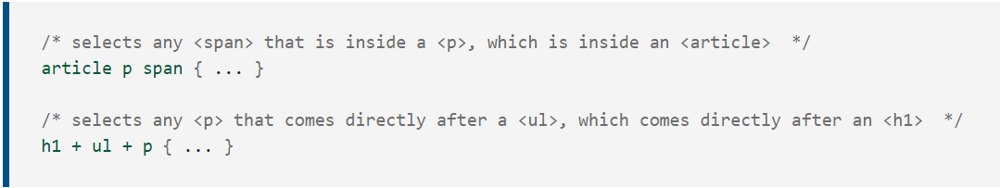 /* selects any <span> that is inside a <p>, which is inside an <article>  */
article p span { ... }
/* selects any <p> that comes directly after a <ul>, which comes directly after an <h1>  */
h1 + ul + p { ... }